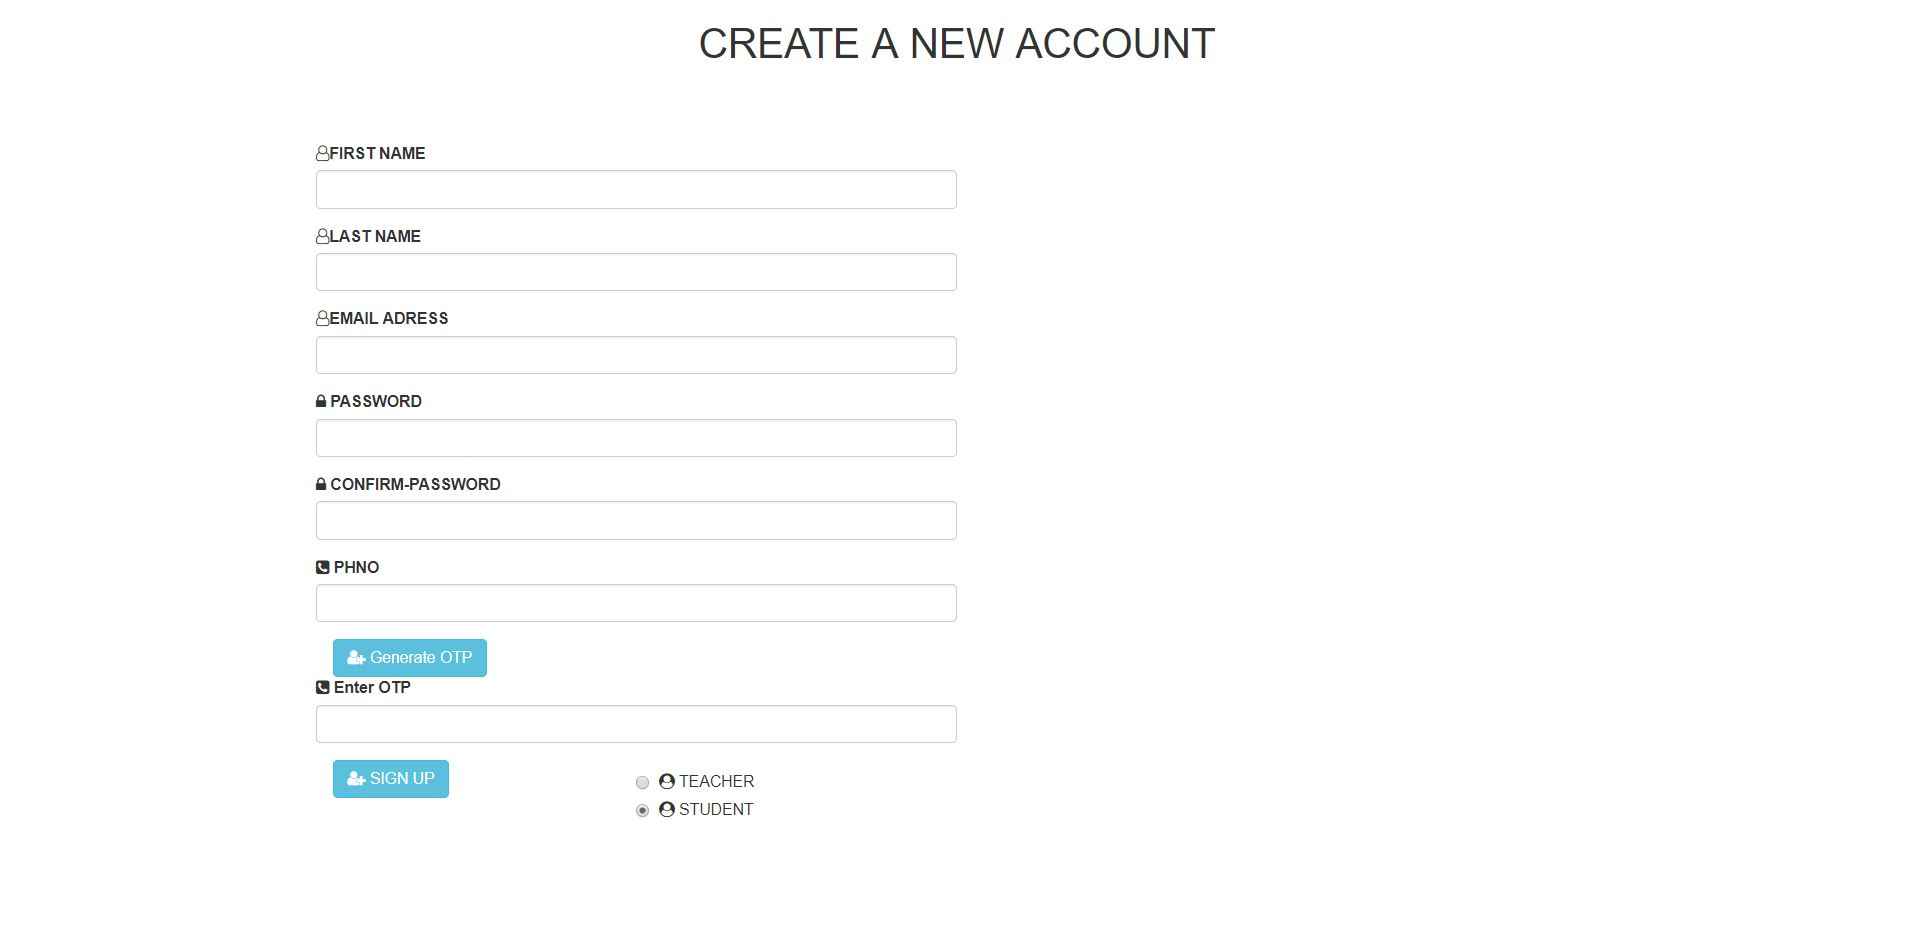 CREATE A NEW ACCOUNT
FIRST NAME
LAST NAME
EMAIL ADRESS
PASSWORD
CONFIRM-PASSWORD
PHNO
Generate OTP
Enter OTP
SIGN UP
TEACHER
STUDENT